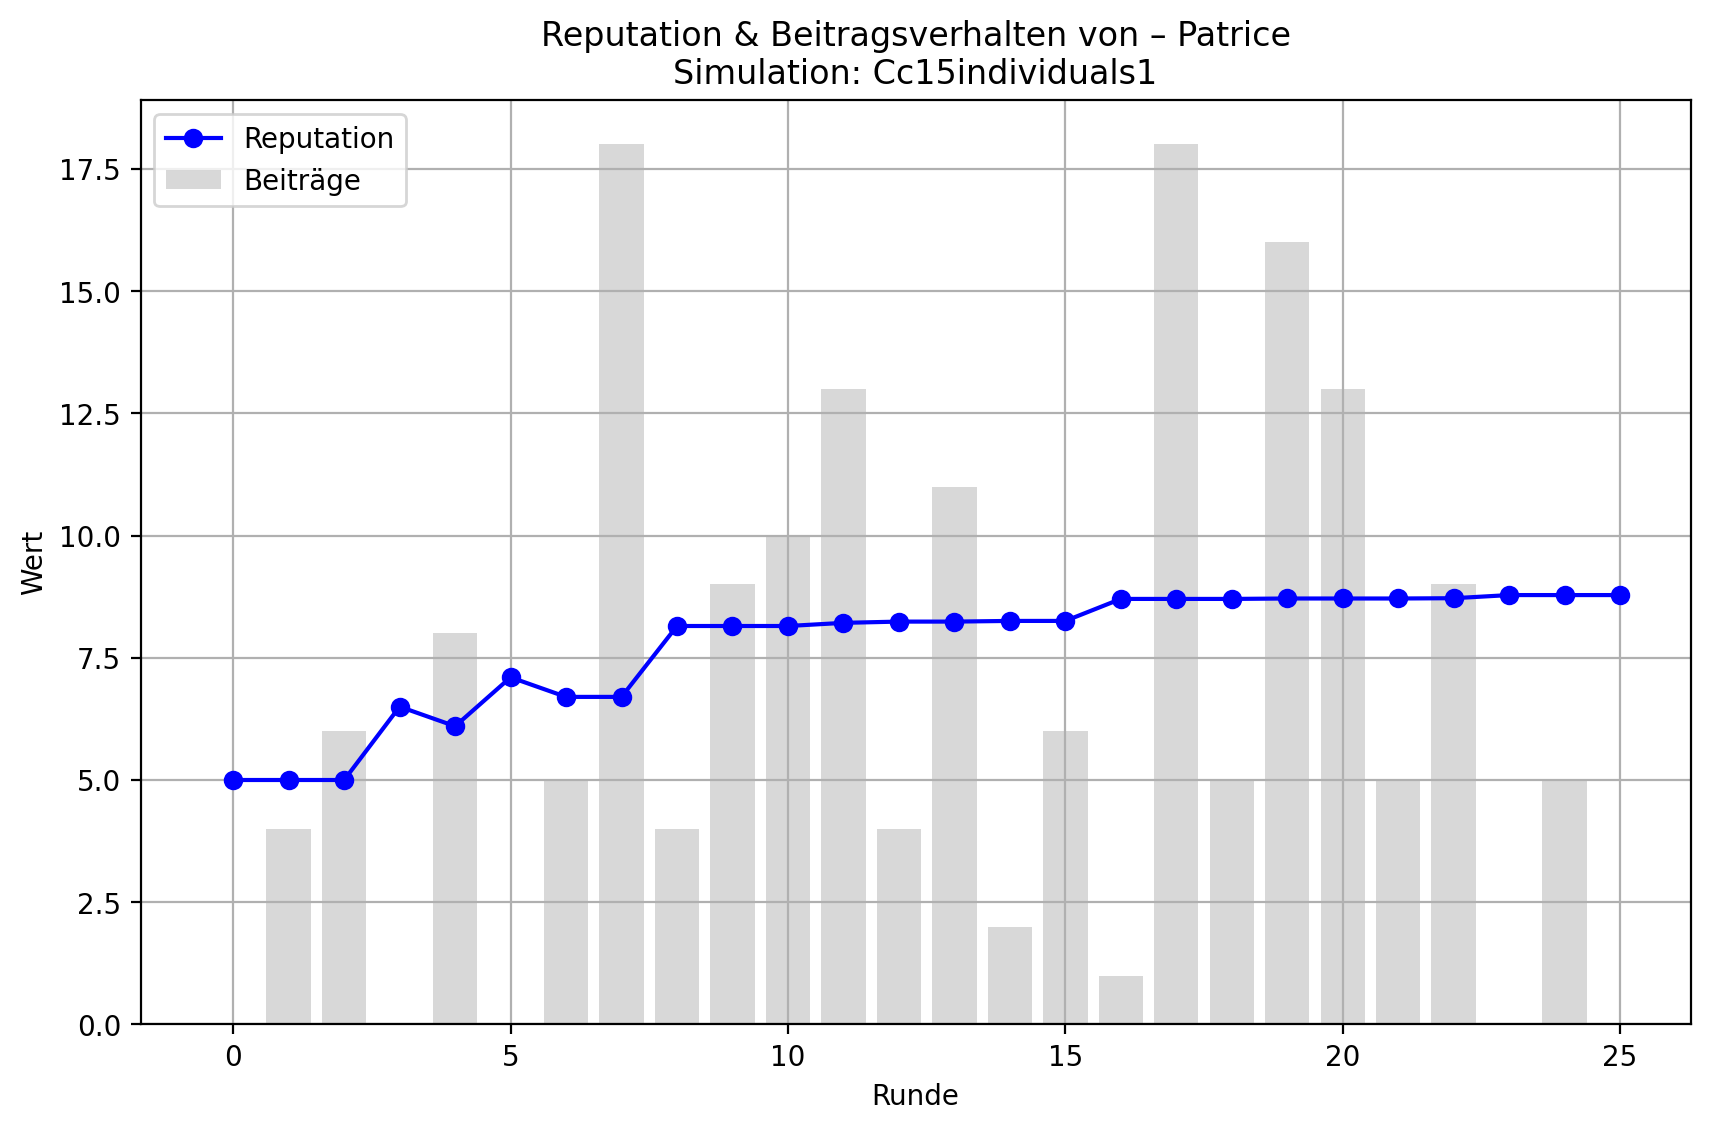 Reputation & Beitragsverhalten von – Patrice
Simulation: Cc15individuals1
Reputation
Beiträge
17.5
15.0
12.5
10.0
7.5
5.0
2.5
0.0
Wert
0 5 10 15 20 25
Runde